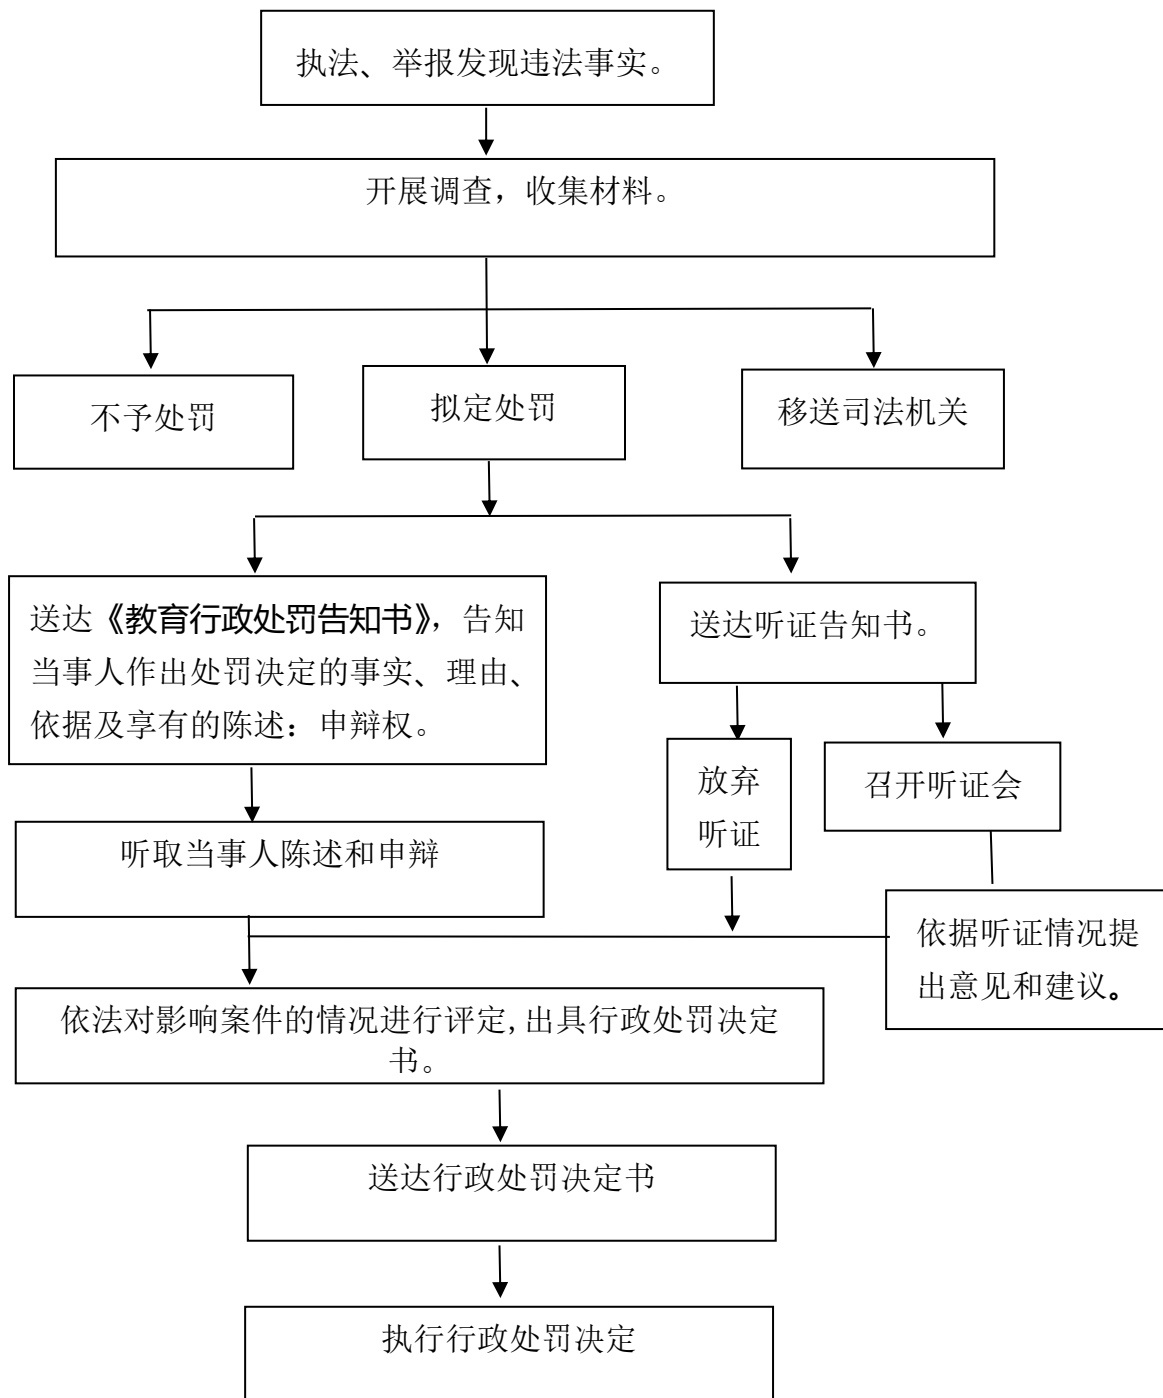 执法、举报发现违法事实。
开展调查，收集材料。
不予处罚
拟定处罚
移送司法机关
送达《教育行政处罚告知书》，告知
当事人作出处罚决定的事实、理由、
依据及享有的陈述：申辩权。
送达听证告知书。
放弃
听证
召开听证会
听取当事人陈述和申辩
依据听证情况提
出意见和建议。
依法对影响案件的情况进行评定,出具行政处罚决定
书。
送达行政处罚决定书
执行行政处罚决定